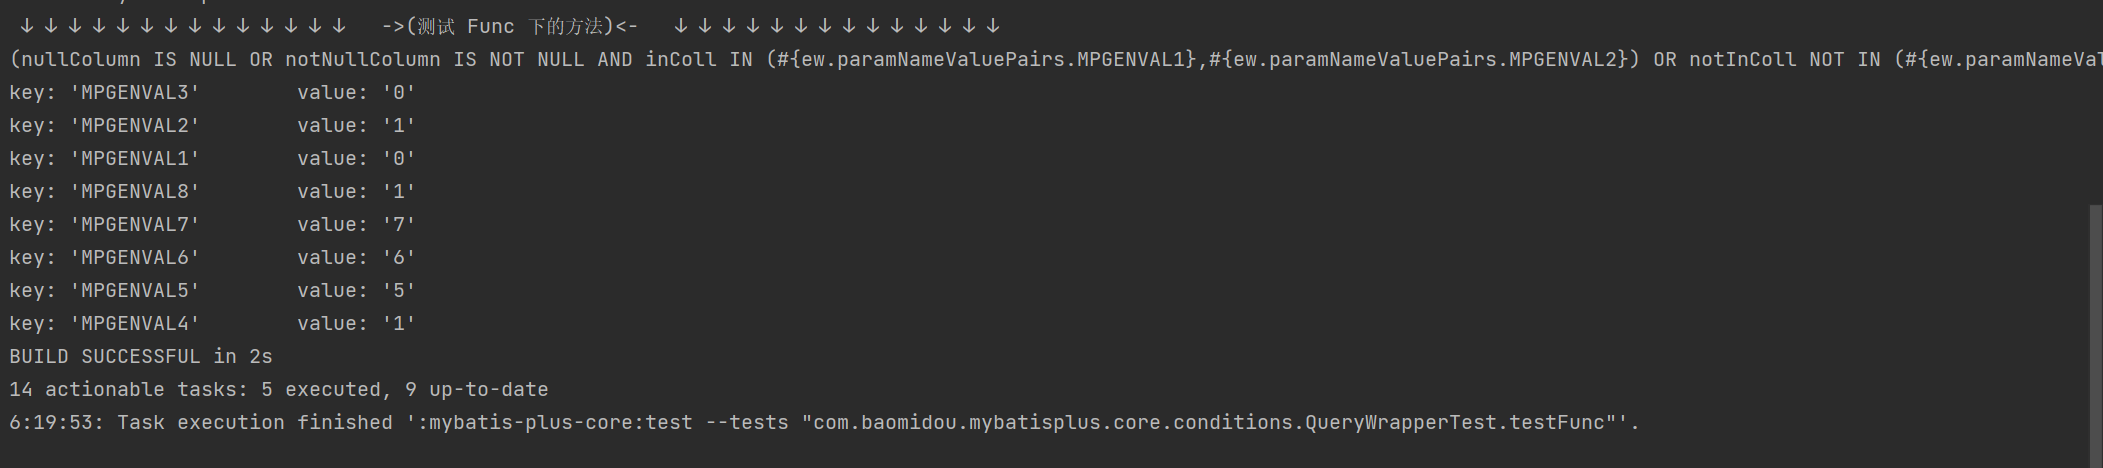 ↓ ↓ ↓ ↓ ↓ ↓ ↓ ↓ ↓ ↓ ↓ ↓ ↓ ↓   ->(测试 Func 下的方法)<-   ↓ ↓ ↓ ↓ ↓ ↓ ↓ ↓ ↓ ↓ ↓ ↓ ↓ ↓
(nullColumn IS NULL OR notNullColumn IS NOT NULL AND inColl IN (#{ew.paramNameValuePairs.MPGENVAL1},#{ew.paramNameValuePairs.MPGENVAL2}) OR notInColl NOT IN (#{ew.paramNameVal
key: 'MPGENVAL3'        value: '0'
key: 'MPGENVAL2'        value: '1'
key: 'MPGENVAL1'        value: '0'
key: 'MPGENVAL8'        value: '1'
key: 'MPGENVAL7'        value: '7'
key: 'MPGENVAL6'        value: '6'
key: 'MPGENVAL5'        value: '5'
key: 'MPGENVAL4'        value: '1'
BUILD SUCCESSFUL in 2s
14 actionable tasks: 5 executed, 9 up-to-date
6:19:53: Task execution finished ':mybatis-plus-core:test --tests "com.baomidou.mybatisplus.core.conditions.QueryWrapperTest.testFunc"'.